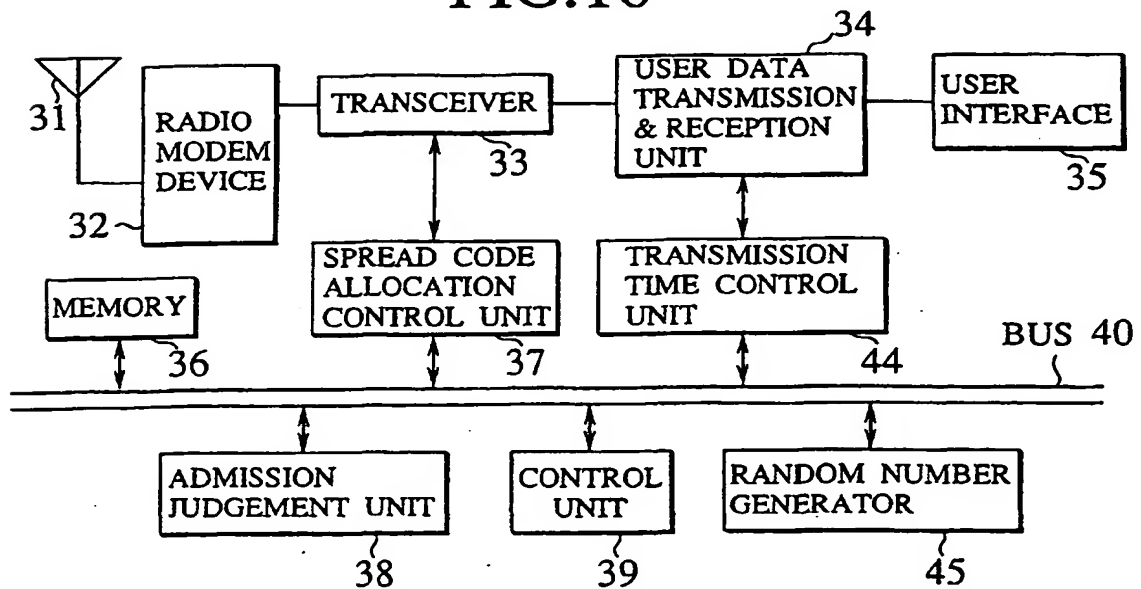 34
31
RADIO
MODEM
DEVICE
32
TRANSCEIVER
33
USER DATA
TRANSMISSION
& RECEPTION
UNIT
USER
INTERFACE
35
MEMORY
36
SPREAD CODE
ALLOCATION
CONTROL UNIT
37
TRANSMISSION
TIME CONTROL
UNIT
44
BUS 40
ADMISSION
JUDGEMENT UNIT
38
CONTROL
UNIT
39
RANDOM NUMBER
GENERATOR
45